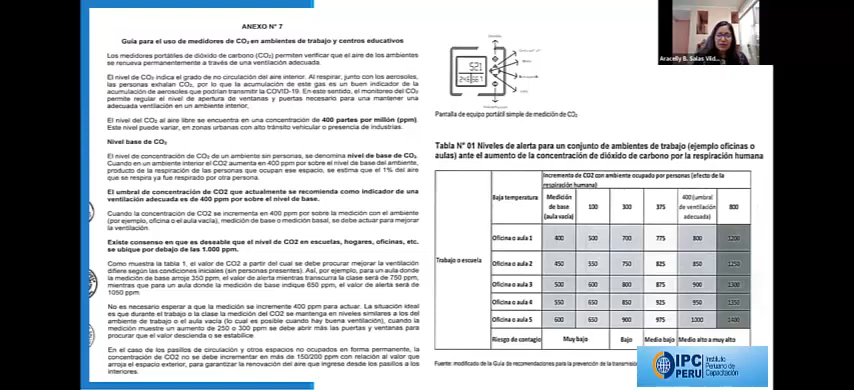 ANEXO N° 7
Guía para el uso de medidores de CO₂ en ambientes de trabajo y centros educativos
Los medidores portátiles de dióxido de carbono (CO₂) permiten verificar que el aire de los ambientes
se renueva permanentemente a través de una ventilación adecuada.
El nivel de CO₂ indica el grado de no circulación del aire interior. Al respirar, junto con los aerosoles,
las personas exhalan CO₂, por lo que la acumulación de este gas es un buen indicador de la
acumulación de aerosoles que podrían transmitir la COVID-19. En este sentido, el monitoreo del CO₂
permite regular el nivel de apertura de ventanas y puertas necesario para una mantener una
adecuada ventilación en un ambiente interior,
El nivel del CO₂ al aire libre se encuentra en una concentración de 400 partes por millón (ppm).
Este nivel puede variar, en zonas urbanas con alto tránsito vehicular o presencia de industrias.
Nivel base de CO₂
El nivel de concentración de CO₂ de un ambiente sin personas, se denomina nivel de base de CO₂.
Cuando en un ambiente interior el CO2 aumenta en 400 ppm por sobre el nivel de base del ambiente,
producto de la respiración de las personas que ocupan ese espacio, se estima que el 1% del aire
que se respira ya fue respirado por otra persona.
El umbral de concentración de CO2 que actualmente se recomienda como indicador de una
ventilación adecuada es de 400 ppm por sobre el nivel de base.
Cuando la concentración de CO2 se incrementa en 400 ppm por sobre la medición con el ambiente
(por ejemplo, oficina o el aula) vacío), medición de base o medición basal, se debe actuar para mejorar
la ventilación.
Existe consenso en que es deseable que el nivel de CO2 en escuelas, hogares, oficinas, etc.
se ubique por debajo de las 1.000 ppm.
Como muestra la tabla 1, el valor de CO2 a partir del cual se debe procurar mejorar la ventilación
difiere según las condiciones iniciales (sin personas presentes). Así, por ejemplo, para un aula donde
la medición de base arroje 350 ppm, el valor de alerta mientras transcurra la clase será de 750 ppm,
mientras que para un aula donde la medición de base indique 650 ppm, el valor de alerta será de
1050 ppm.
No es necesario esperar a que la medición se incremente 400 ppm para actuar. La situación ideal
es que durante el trabajo o la clase la medición del CO2 se mantenga en niveles similares a los del
ambiente de trabajo o el aula vacía (lo cual es posible cuando hay buena ventilación), cuando la
medición muestre un aumento de 250 o 300 ppm se debe abrir más las puertas y ventanas para
procurar que el valor descienda o se estabilice.
En el caso de los pasillos de circulación y otros espacios no ocupados en forma permanente, la
concentración de CO2 no se debe incrementar en más de 150/200 ppm con relación al valor que
arroja el espacio exterior, para garantizar la renovación del aire que ingrese desde los pasillos a los
interiores.
521
Pantalla de equipo portátil simple de medición de CO₂
Tabla N° 01 Niveles de alerta para un conjunto de ambientes de trabajo (ejemplo oficinas o
aulas) ante el aumento de la concentración de dióxido de carbono por la respiración humana
Incremento de CO2 con ambiente ocupado por personas (efecto de la
respiración humana)
Baja temperatura Medición de base (aula vacía) 100 300 375 400 (umbral de ventilación adecuada) 800
Trabajo o escuela
Oficina o aula 1 400 500 700 775 800 1200
Oficina o aula 2 450 550 750 825 850 1250
Oficina o aula 3 500 600 800 875 900 1300
Oficina o aula 4 550 650 850 925 950 1350
Oficina o aula 5 600 650 900 975 1000 1400
Riesgo de contagio Muy bajo Bajo Medio bajo Medio alto a muy alto
Fuente: modificado de la Guía de recomendaciones para la prevención de
IPC PERU
Instituto
Peruano de
Capacitación
Aracelly B. Salas